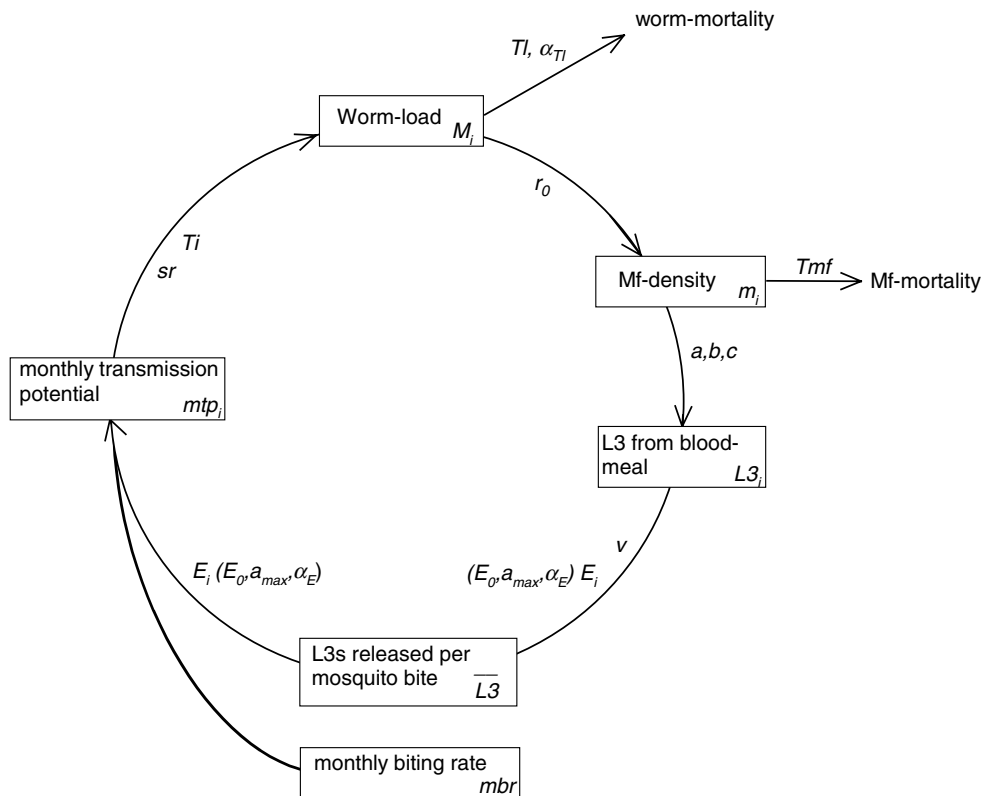 worm-mortality
Tl, α_Tl
Worm-load
M_i
r_0
Ti
sr
Mf-density
m_i
Tmf
Mf-mortality
a,b,c
monthly transmission
potential
mtp_i
L3 from blood-
meal
L3_i
v
E_i (E_0,a_max,α_E)
(E_0,a_max,α_E) E_i
L3s released per
mosquito bite
L̅3̅
monthly biting rate
mbr